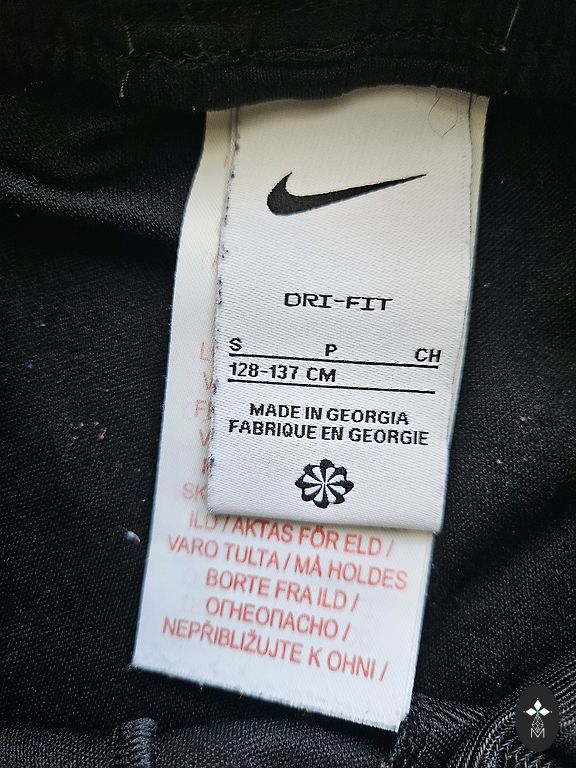 DRI-FIT
S P CH
128-137 CM
MADE IN GEORGIA
FABRIQUE EN GEORGIE
ILD / AKTAS FÖR ELD /
VARO TULTA / MÅ HOLDES
BORTE FRA ILD /
ОГНЕОПАСНО /
NEPŘIBLIŽUJTE K OHNI /
M